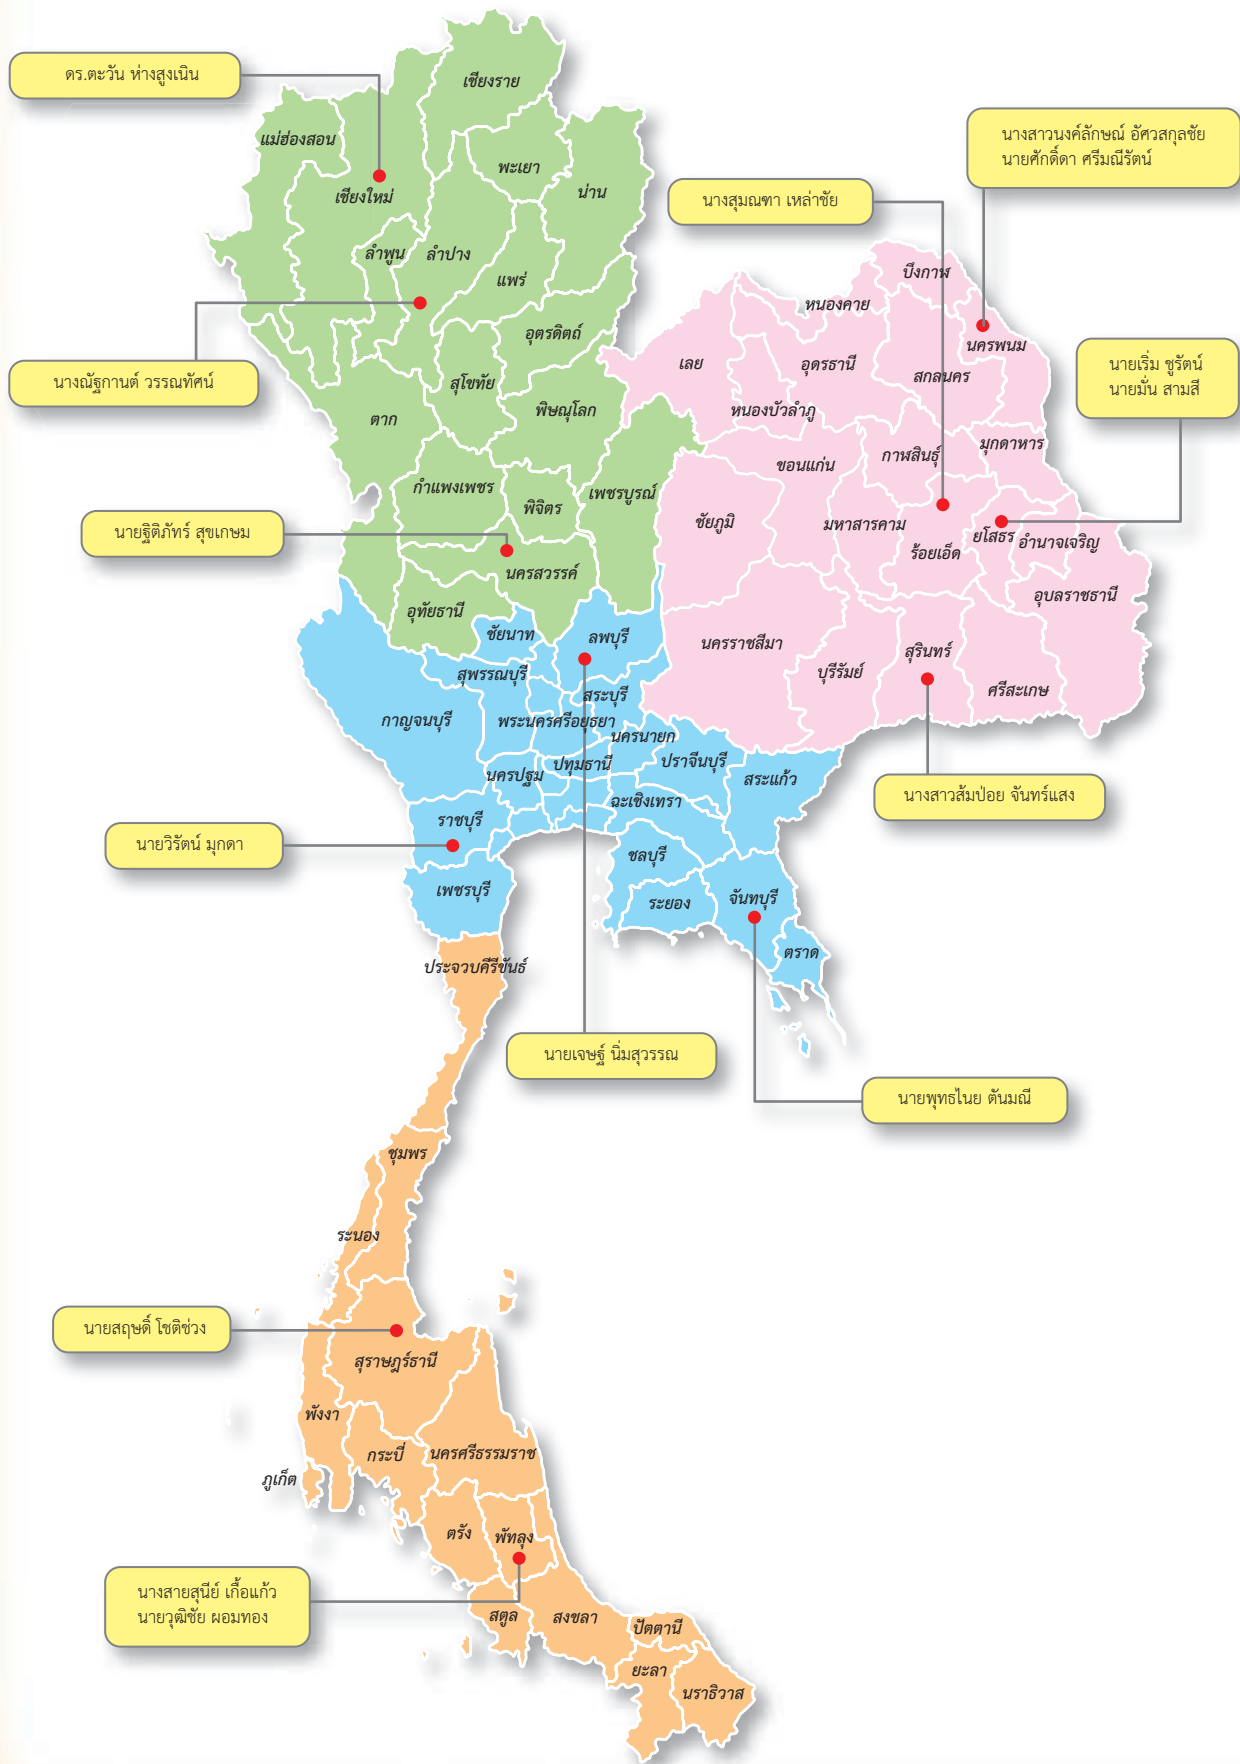 ดร.ตะวัน ห่างสูงเนิน
เชียงราย
แม่ฮ่องสอน
พะเยา
น่าน
เชียงใหม่
นางสาวนงค์ลักษณ์ อัศวสกุลชัย
นายศักดิ์ดา ศรีมณีรัตน์
นางสุมณฑา เหล่าชัย
ลำพูน
ลำปาง
แพร่
บึงกาฬ
หนองคาย
อุตรดิตถ์
นครพนม
เลย
อุดรธานี
สกลนคร
นางณัฐกานต์ วรรณทัศน์
สุโขทัย
นายเริ่ม ชูรัตน์
นายมั่น สามสี
ตาก
พิษณุโลก
หนองบัวลำภู
กาฬสินธุ์
มุกดาหาร
ขอนแก่น
กำแพงเพชร
พิจิตร
เพชรบูรณ์
ชัยภูมิ
มหาสารคาม
นายฐิติภัทร์ สุขเกษม
ร้อยเอ็ด
ยโสธร
อำนาจเจริญ
นครสวรรค์
อุทัยธานี
อุบลราชธานี
ชัยนาท
ลพบุรี
นครราชสีมา
บุรีรัมย์
สุรินทร์
ศรีสะเกษ
สุพรรณบุรี
สระบุรี
กาญจนบุรี
พระนครศรีอยุธยา
นครนายก
ปทุมธานี
ปราจีนบุรี
นครปฐม
สระแก้ว
ฉะเชิงเทรา
นางสาวส้มป่อย จันทร์แสง
ราชบุรี
นายวิรัตน์ มุกดา
ชลบุรี
เพชรบุรี
ระยอง
จันทบุรี
ตราด
ประจวบคีรีขันธ์
นายเจษฐ์ นิ่มสุวรรณ
นายพุทธไนย ตันมณี
ชุมพร
ระนอง
นายสฤษดิ์ โชติช่วง
สุราษฎร์ธานี
พังงา
กระบี่
นครศรีธรรมราช
ภูเก็ต
ตรัง
พัทลุง
นางสายสุนีย์ เกื้อแก้ว
นายวุฒิชัย ผอมทอง
สตูล
สงขลา
ปัตตานี
ยะลา
นราธิวาส